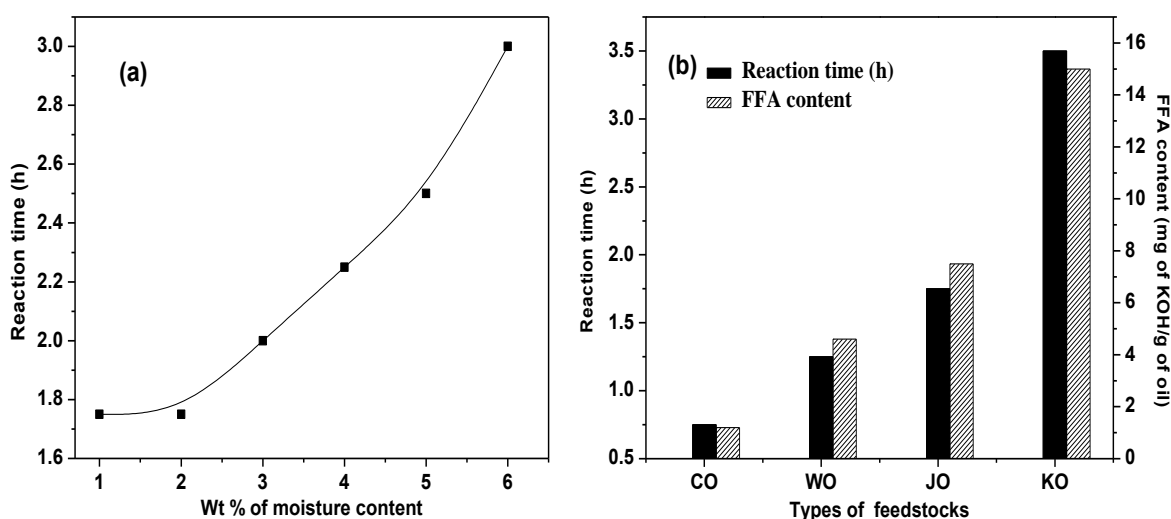 (a)
Reaction time (h)
3.0
2.8
2.6
2.4
2.2
2.0
1.8
1.6
1 2 3 4 5 6
Wt % of moisture content
(b)
Reaction time (h)
FFA content
Reaction time (h)
3.5
3.0
2.5
2.0
1.5
1.0
0.5
CO WO JO KO
Types of feedstocks
16
14
12
10
8
6
4
2
0
FFA content (mg of KOH/g of oil)